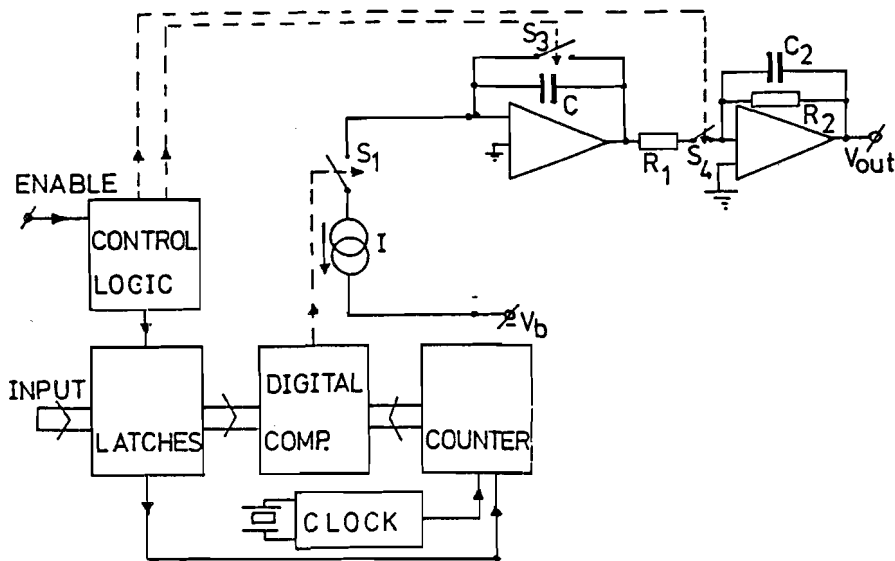 S3
C2
C
R2
S1
R1
S4
Vout
ENABLE
CONTROL
LOGIC
I
-Vb
INPUT
LATCHES
DIGITAL
COMP.
COUNTER
CLOCK